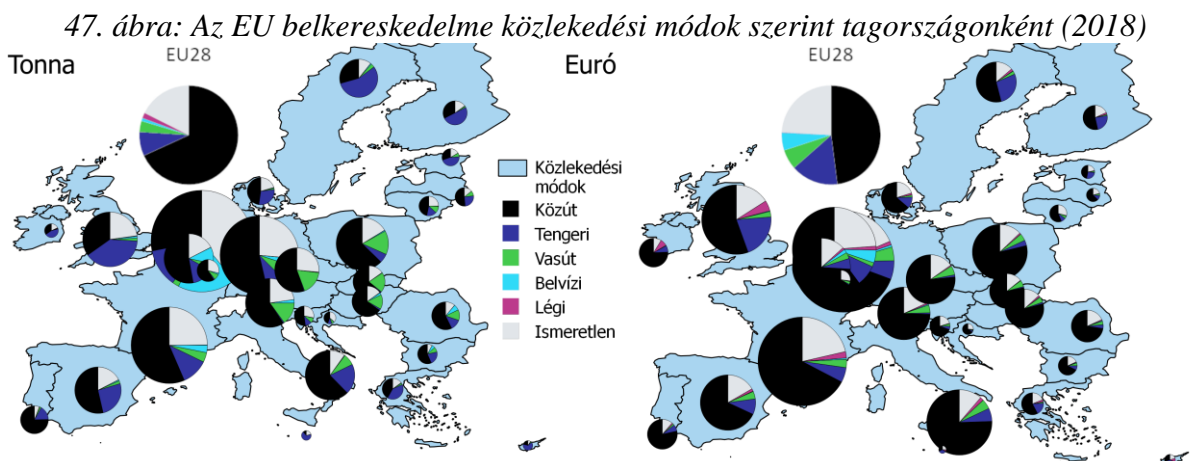 47. ábra: Az EU belkereskedelme közlekedési módok szerint tagországonként (2018)
Tonna
EU28
Euró
EU28
Közlekedési
módok
Közút
Tengeri
Vasút
Belvízi
Légi
Ismeretlen